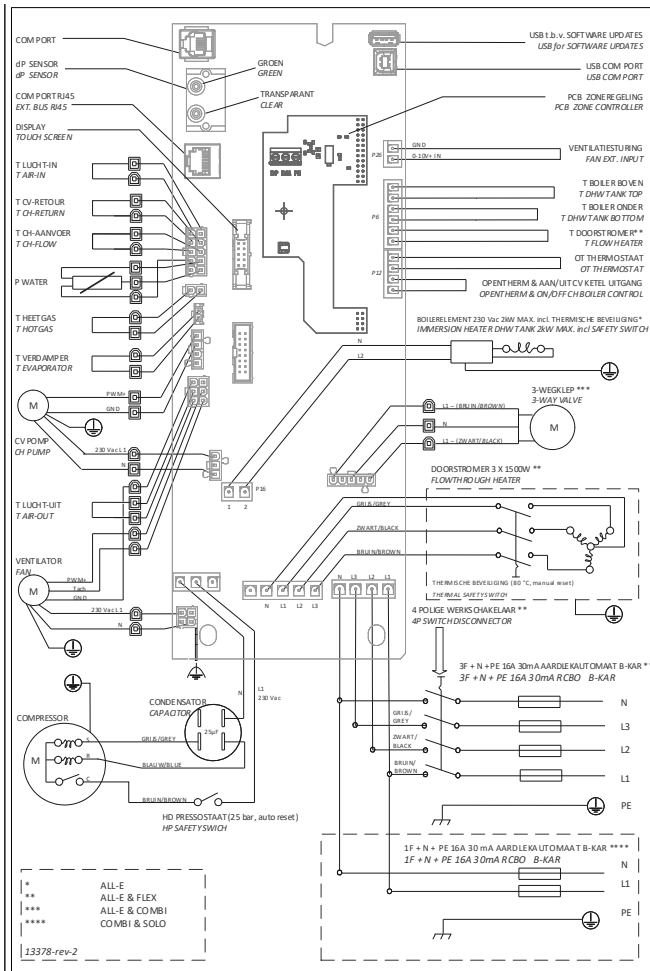 COM PORT
dP SENSOR
dP SENSOR
COM PORT RJ45
EXT. BUS RJ45
DISPLAY
TOUCH SCREEN
T LUCHT-IN
T AIR-IN
T CV-RETOUR
T CH-RETURN
T CH-AANVOER
T CH-FLOW
P WATER
T HEETGAS
T HOTGAS
T VERDAMPER
T EVAPORATOR
PWM+
GND
M
CV POMP
CH PUMP
230 Vac L1
N
T LUCHT-UIT
T AIR-OUT
VENTILATOR
FAN
PWM+
Tach
GND
M
230 Vac L1
N
GROEN
GREEN
TRANSPARANT
CLEAR
USB t.b.v. SOFTWARE UPDATES
USB for SOFTWARE UPDATES
USB COM PORT
USB COM PORT
PCB ZONEREGELING
PCB ZONE CONTROLLER
P26
GND
0-10V+ IN
VENTILATIESTURING
FAN EXT. INPUT
T BOILER BOVEN
T DHW TANK TOP
P6
T BOILER ONDER
T DHW TANK BOTTOM
T DOORSTROMER**
T FLOW HEATER
P12
OT THERMOSTAAT
OT THERMOSTAT
OPENTHERM & AAN/UIT CV KETEL UITGANG
OPENTHERM & ON/OFF CH BOILER CONTROL
BOILERELEMENT 230 Vac 2kW MAX. incl. THERMISCHE BEVEILIGING*
IMMERSION HEATER DHW TANK 2kW MAX. incl SAFETY SWITCH
N
L2
3-WEGKLEP ***
3-WAY VALVE
L1 – (BRUIN/BROWN)
N
L1 – (ZWART/BLACK)
M
P16
1 2
DOORSTROMER 3 X 1500W **
FLOWTHROUGH HEATER
GRIJS/GREY
ZWART/BLACK
BRUIN/BROWN
THERMISCHE BEVEILIGING (80 °C, manual reset)
THERMAL SAFETY SWITCH
N L1 L2 L3
N L3 L2 L1
4 POLIGE WERKSCHAKELAAR **
4P SWITCH DISCONNECTOR
N
L1
230 Vac
CONDENSATOR
CAPACITOR
25µF
COMPRESSOR
M
S
R
C
GRIJS/GREY
BLAUW/BLUE
BRUIN/BROWN
HD PRESSOSTAAT (25 bar, auto reset)
HP SAFETY SWICH
3F + N + PE 16A 30mA AARDLEKAUTOMAAT B-KAR **
3F + N + PE 16A 30mA RCBO B-KAR
N
GRIJS/
GREY
L3
ZWART/
BLACK
L2
BRUIN/
BROWN
L1
PE
1F + N + PE 16A 30 mA AARDLEKAUTOMAAT B-KAR ****
1F + N + PE 16A 30mA RCBO B-KAR
N
L1
PE
* ALL-E
** ALL-E & FLEX
*** ALL-E & COMBI
**** COMBI & SOLO
13378-rev-2